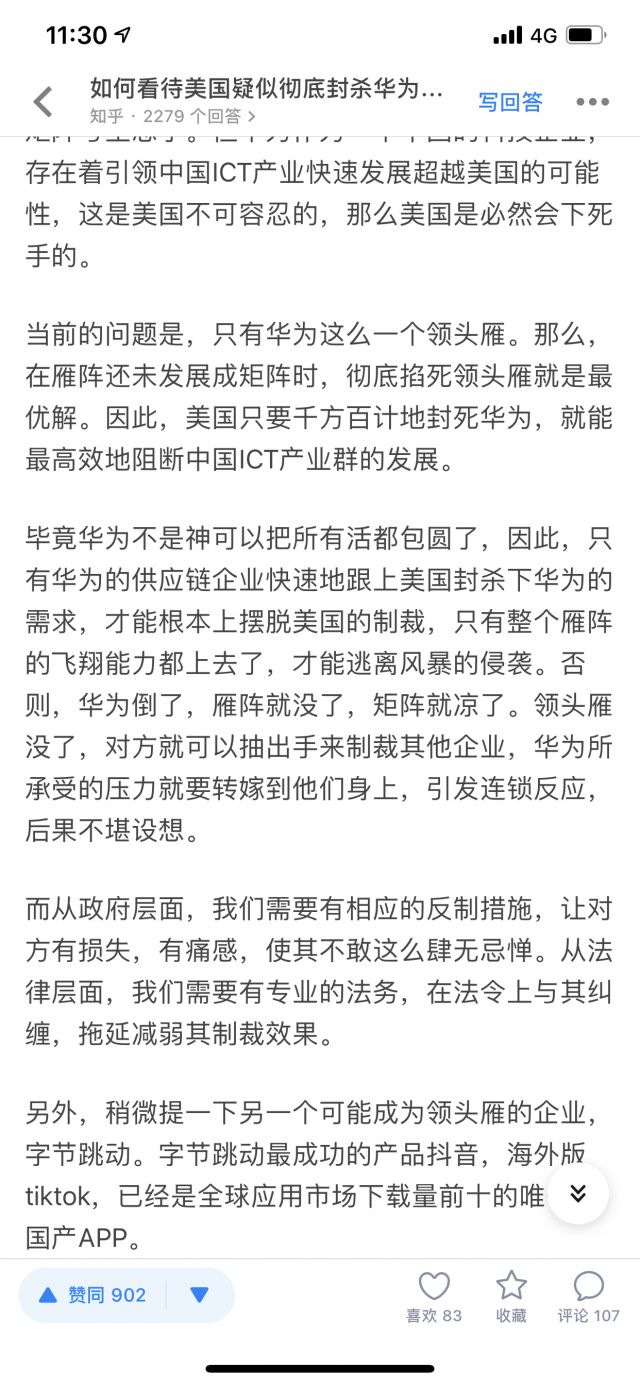 11:30
4G
如何看待美国疑似彻底封杀华为...
知乎 · 2279 个回答
写回答
存在着引领中国ICT产业快速发展超越美国的可能
性，这是美国不可容忍的，那么美国是必然会下死
手的。
当前的问题是，只有华为这么一个领头雁。那么，
在雁阵还未发展成矩阵时，彻底掐死领头雁就是最
优解。因此，美国只要千方百计地封死华为，就能
最高效地阻断中国ICT产业群的发展。
毕竟华为不是神可以把所有活都包圆了，因此，只
有华为的供应链企业快速地跟上美国封杀下华为的
需求，才能根本上摆脱美国的制裁，只有整个雁阵
的飞翔能力都上去了，才能逃离风暴的侵袭。否
则，华为倒了，雁阵就没了，矩阵就凉了。领头雁
没了，对方就可以抽出手来制裁其他企业，华为所
承受的压力就要转嫁到他们身上，引发连锁反应，
后果不堪设想。
而从政府层面，我们需要有相应的反制措施，让对
方有损失，有痛感，使其不敢这么肆无忌惮。从法
律层面，我们需要有专业的法务，在法令上与其纠
缠，拖延减弱其制裁效果。
另外，稍微提一下另一个可能成为领头雁的企业，
字节跳动。字节跳动最成功的产品抖音，海外版
tiktok，已经是全球应用市场下载量前十的唯
国产APP。
赞同 902
喜欢 83
收藏
评论 107